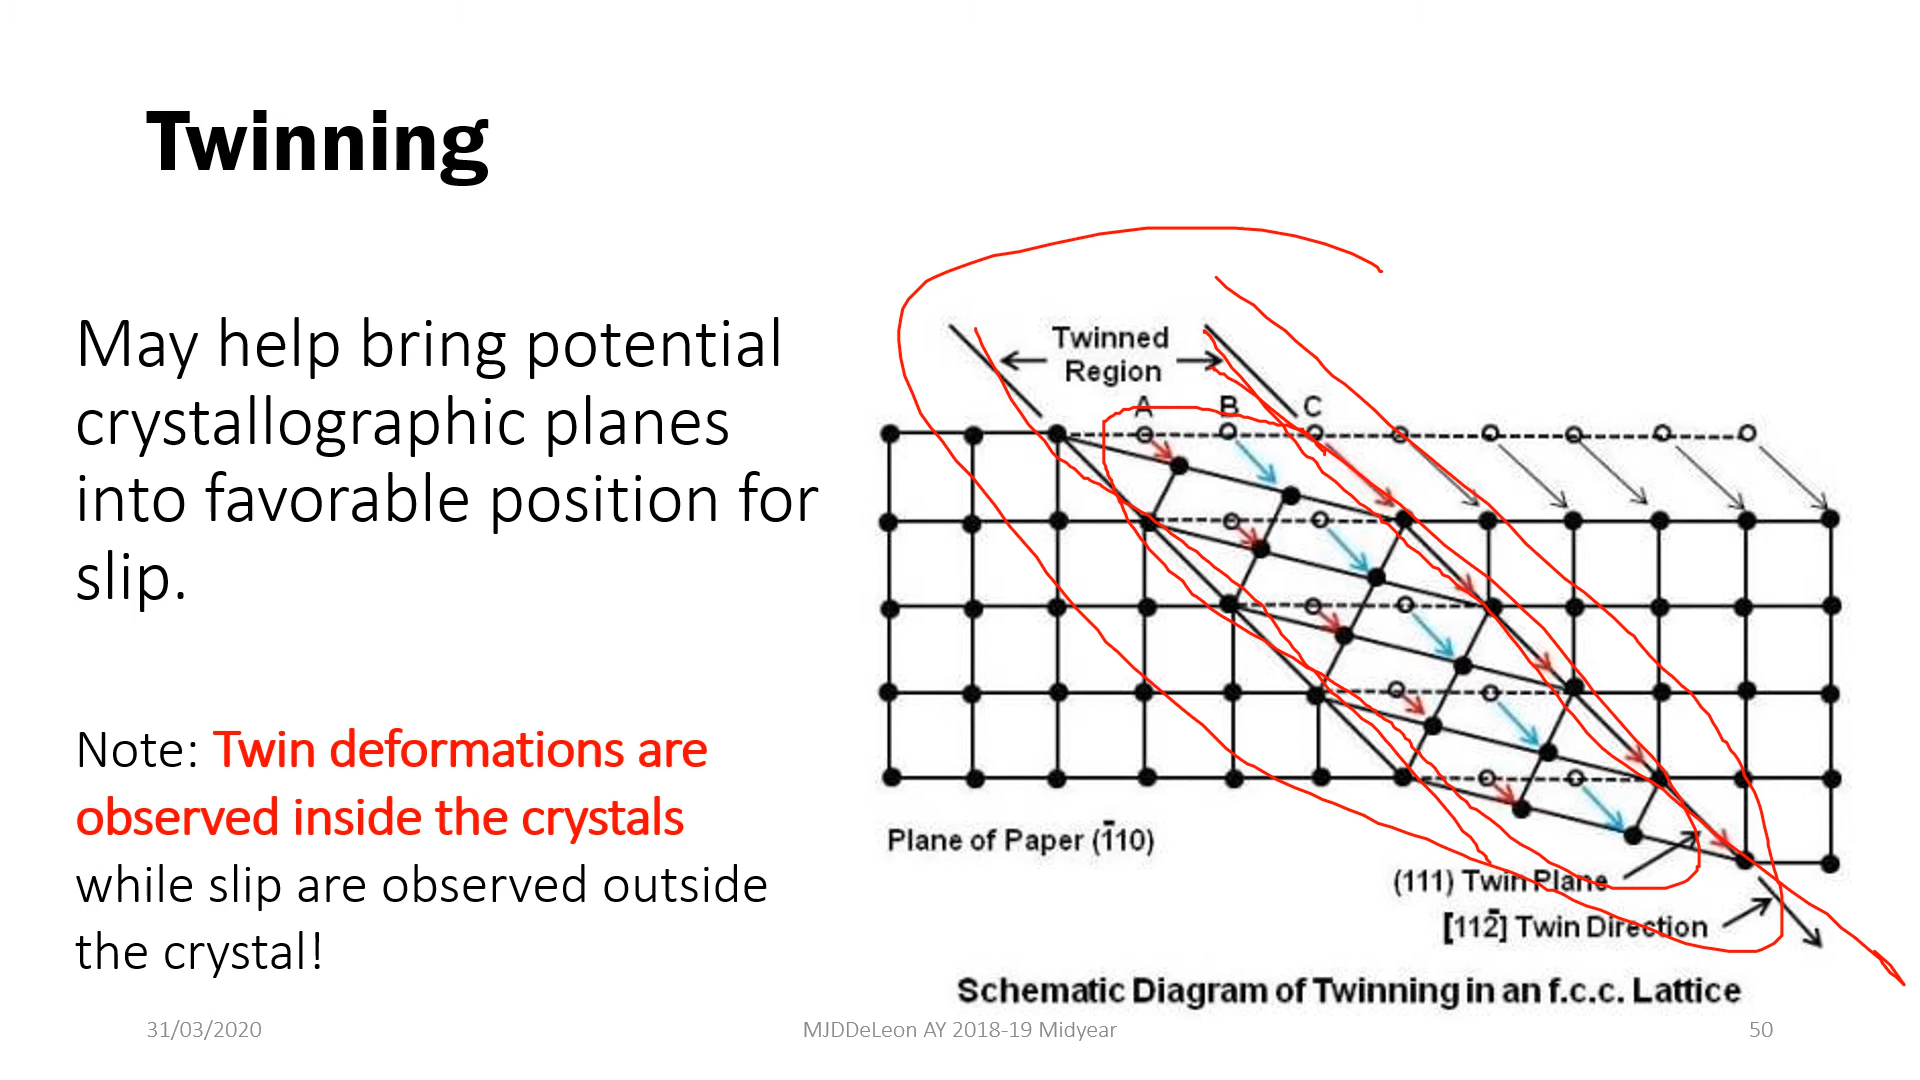 Twinning
May help bring potential
crystallographic planes
into favorable position for
slip.
Note: Twin deformations are
observed inside the crystals
while slip are observed outside
the crystal!
Twinned
Region
A B C
Plane of Paper (1̄10)
(111) Twin Plane
[112̄] Twin Direction
Schematic Diagram of Twinning in an f.c.c. Lattice
31/03/2020
MJDDeLeon AY 2018-19 Midyear
50